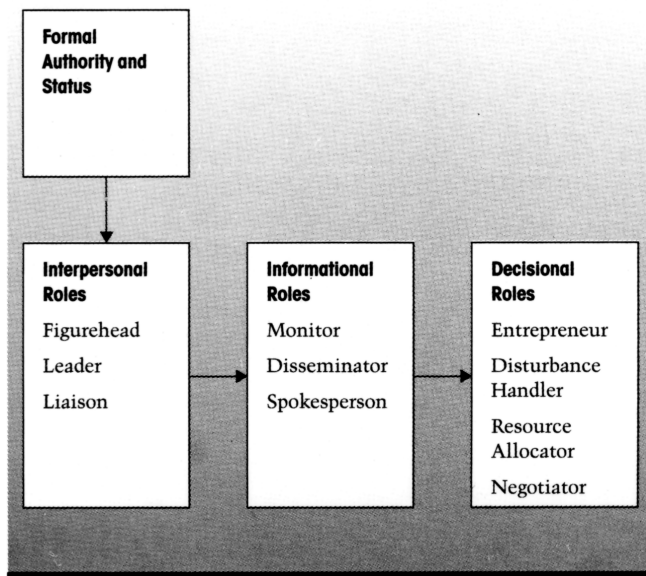 Formal
Authority and
Status
Interpersonal
Roles
Figurehead
Leader
Liaison
Informational
Roles
Monitor
Disseminator
Spokesperson
Decisional
Roles
Entrepreneur
Disturbance
Handler
Resource
Allocator
Negotiator